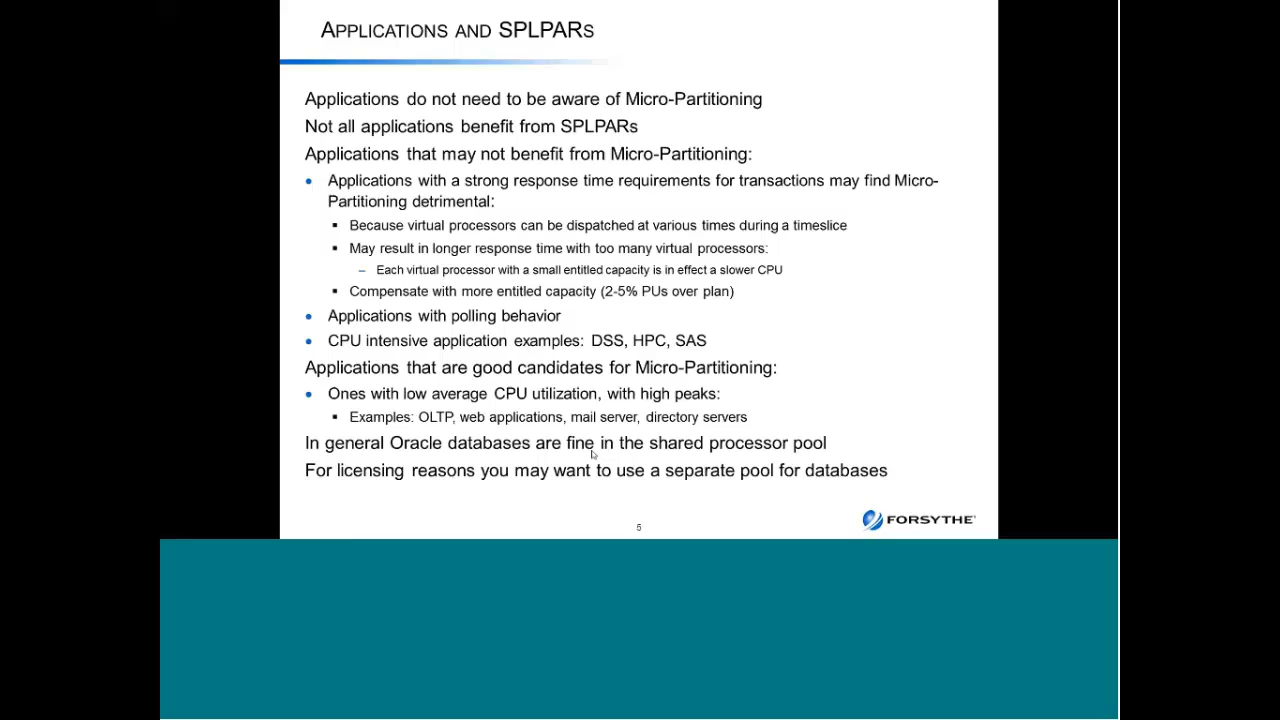 APPLICATIONS AND SPLPARS
Applications do not need to be aware of Micro-Partitioning
Not all applications benefit from SPLPARs
Applications that may not benefit from Micro-Partitioning:
• Applications with a strong response time requirements for transactions may find Micro-
Partitioning detrimental:
▪ Because virtual processors can be dispatched at various times during a timeslice
▪ May result in longer response time with too many virtual processors:
– Each virtual processor with a small entitled capacity is in effect a slower CPU
▪ Compensate with more entitled capacity (2-5% PUs over plan)
• Applications with polling behavior
• CPU intensive application examples: DSS, HPC, SAS
Applications that are good candidates for Micro-Partitioning:
• Ones with low average CPU utilization, with high peaks:
▪ Examples: OLTP, web applications, mail server, directory servers
In general Oracle databases are fine in the shared processor pool
For licensing reasons you may want to use a separate pool for databases
5
FORSYTHE